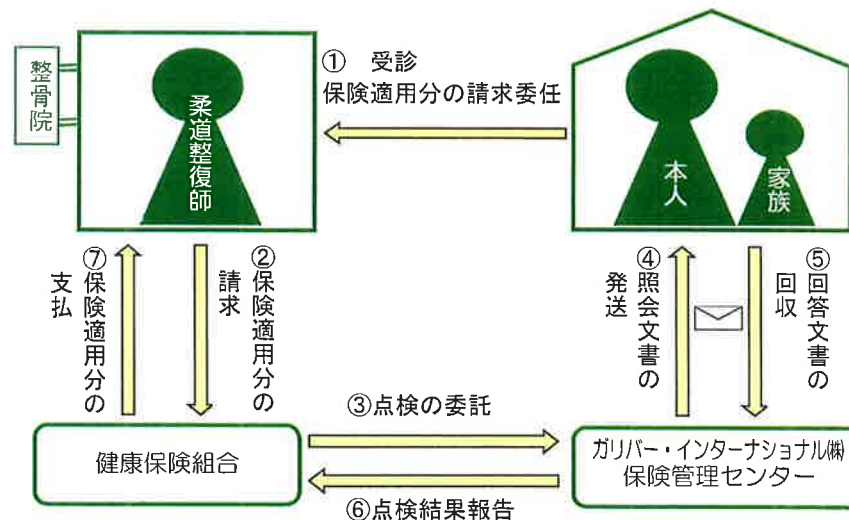 整骨院
柔道整復師
① 受診
保険適用分の請求委任
本人
家族
⑦保険適用分の
支払
②保険適用分の
請求
④照会文書の
発送
⑤回答文書の
回収
③点検の委託
健康保険組合
ガリバー・インターナショナル㈱
保険管理センター
⑥点検結果報告